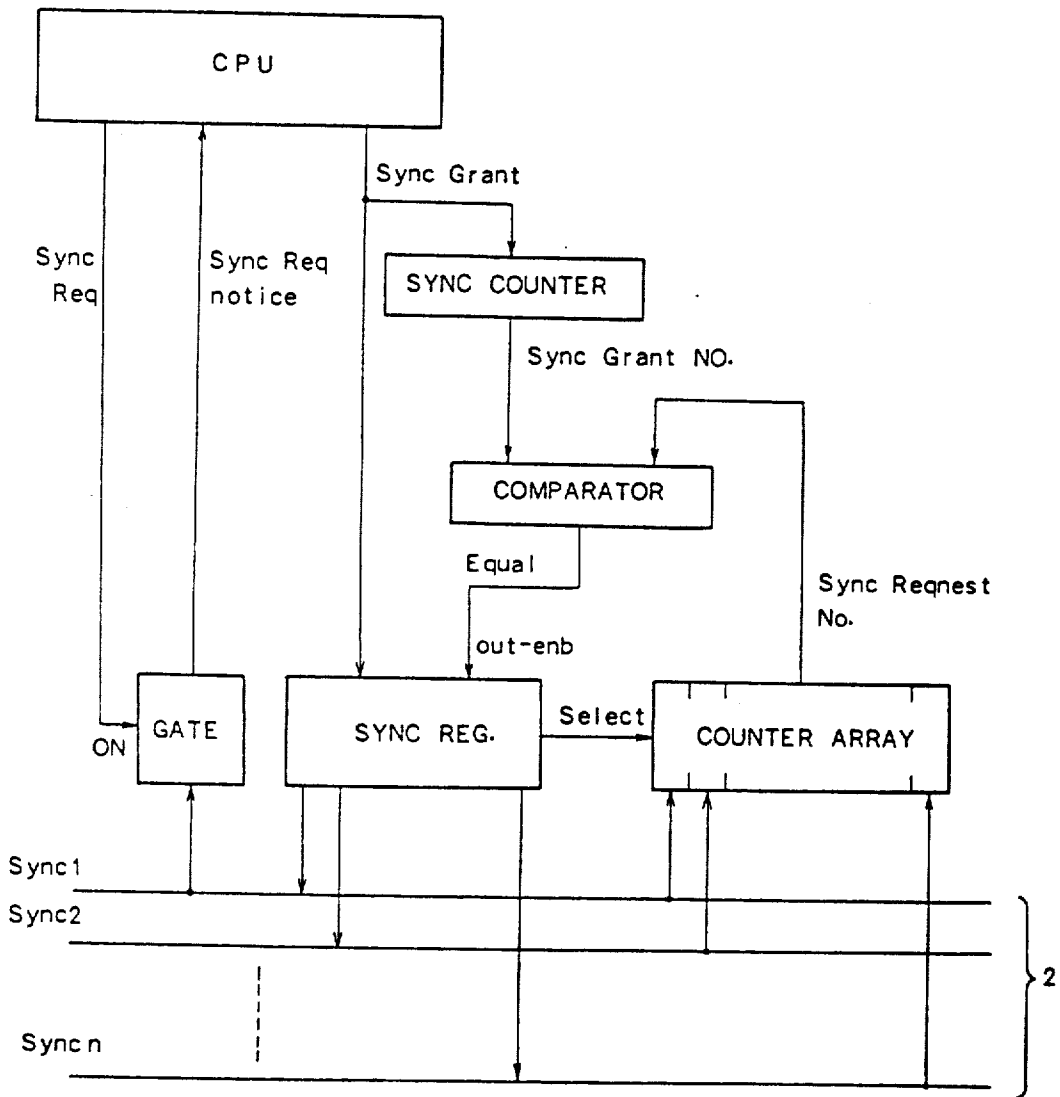 CPU
Sync Grant
Sync
Req
Sync Req
notice
SYNC COUNTER
Sync Grant NO.
COMPARATOR
Equal
Sync Reqnest
No.
out-enb
GATE
ON
SYNC REG.
Select
COUNTER ARRAY
Sync1
Sync2
2
Syncn